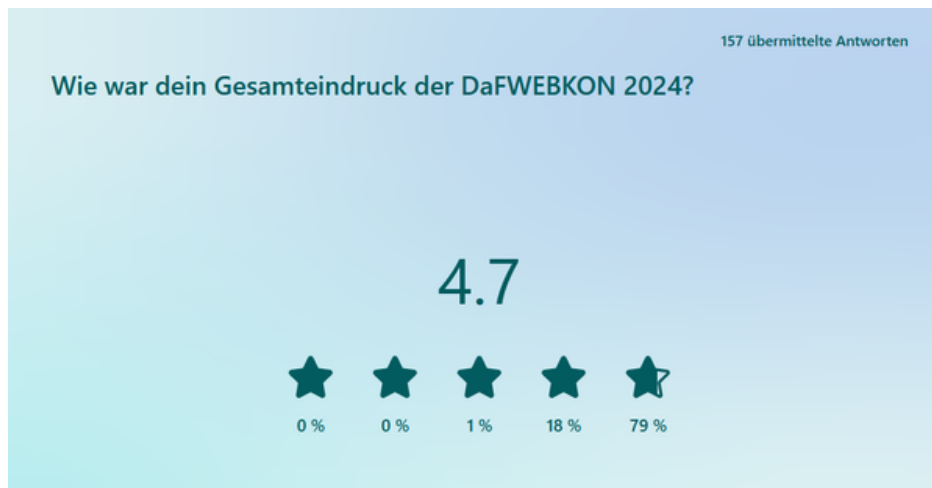 157 übermittelte Antworten
Wie war dein Gesamteindruck der DaFWEBKON 2024?
4.7
0 % 0 % 1 % 18 % 79 %